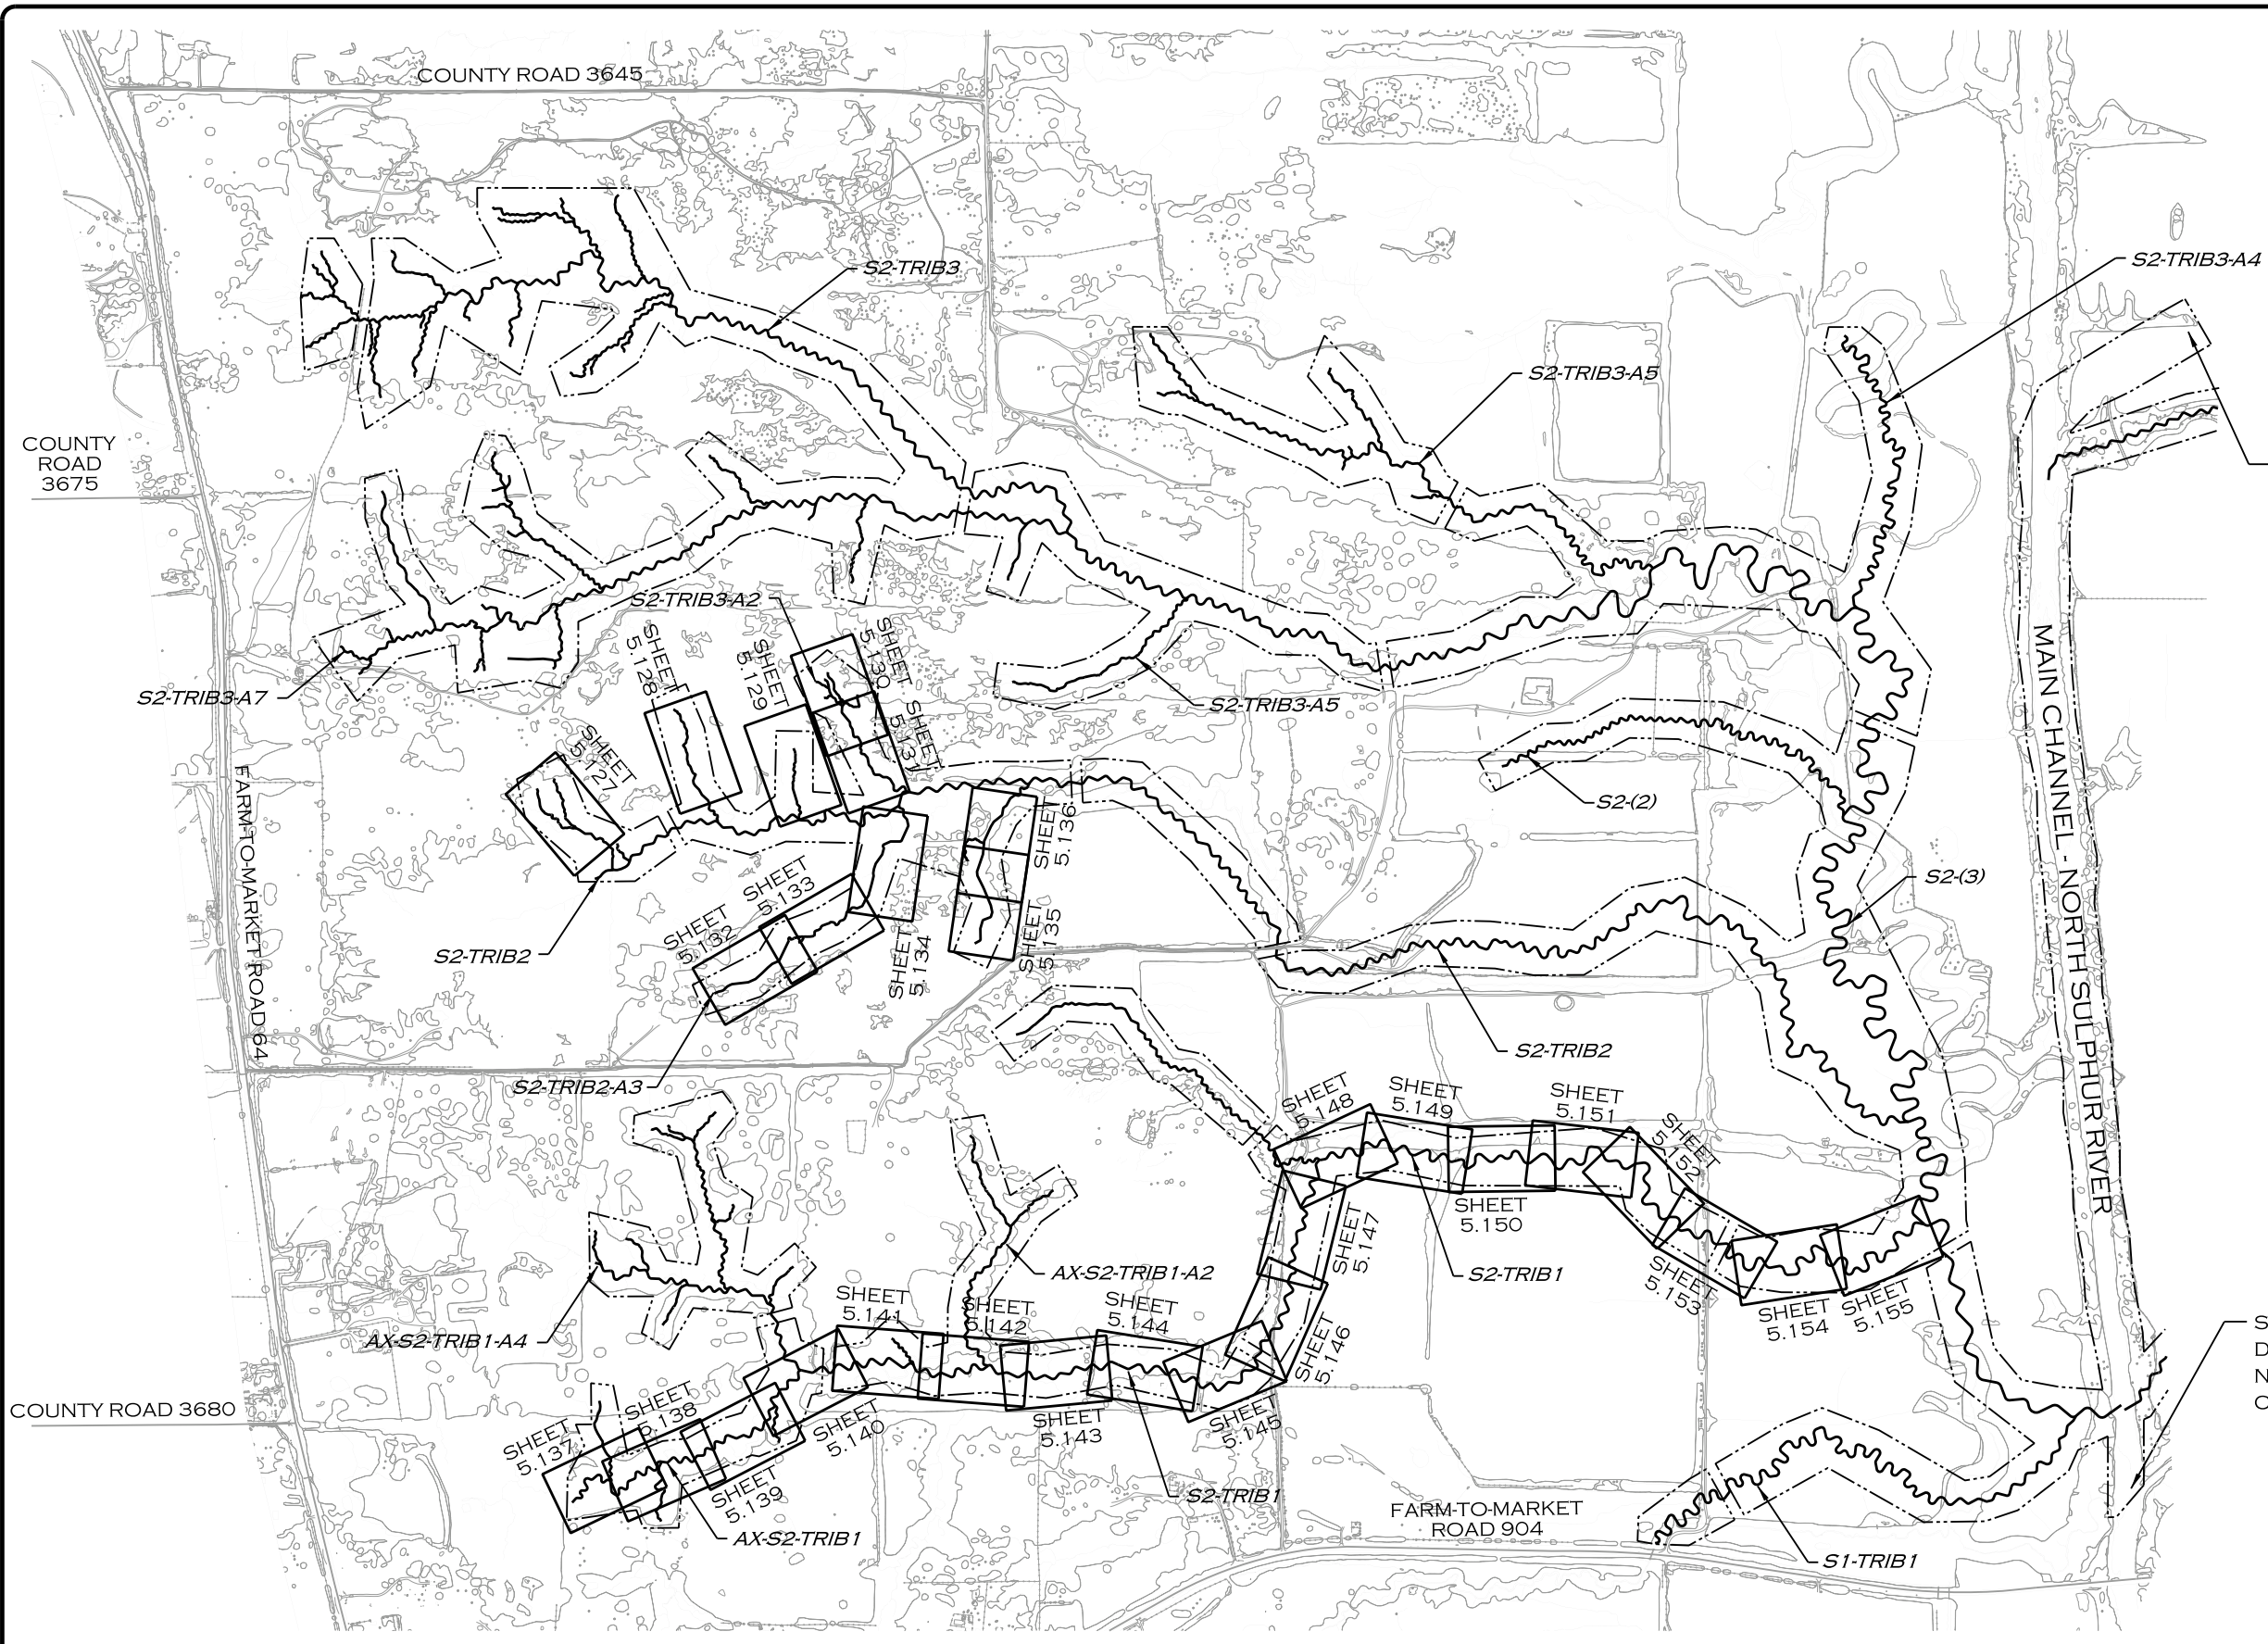 COUNTY ROAD 3645
S2-TRIB3
S2-TRIB3-A4
S2-TRIB3-A5
COUNTY
ROAD
3675
S2-TRIB3-A2
SHEET
5.128
SHEET
5.129
SHEET
5.130
SHEET
5.131
S2-TRIB3-A7
S2-TRIB3-A5
MAIN CHANNEL - NORTH SULPHUR RIVER
SHEET
5.127
FARM-TO-MARKET ROAD 64
S2-(2)
SHEET
5.136
S2-(3)
SHEET
5.132
SHEET
5.133
SHEET
5.134
SHEET
5.135
S2-TRIB2
S2-TRIB2
S2-TRIB2-A3
SHEET
5.148
SHEET
5.149
SHEET
5.151
SHEET
5.152
SHEET
5.150
SHEET
5.147
AX-S2-TRIB1-A2
S2-TRIB1
SHEET
5.153
SHEET
5.154
SHEET
5.155
SHEET
5.141
SHEET
5.142
SHEET
5.144
SHEET
5.146
AX-S2-TRIB1-A4
S
D
N
COUNTY ROAD 3680
SHEET
5.137
SHEET
5.138
SHEET
5.140
SHEET
5.143
SHEET
5.145
SHEET
5.139
S2-TRIB1
AX-S2-TRIB1
FARM-TO-MARKET
ROAD 904
S1-TRIB1